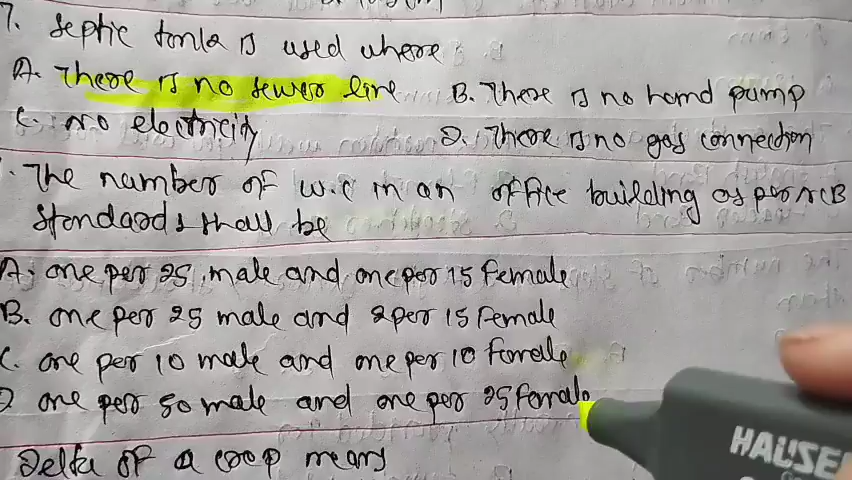 7. Septic tank is used where
A. There is no sewer line B. There is no hand pump
C. No electricity D. There is no gas connection
. The number of w.c in an office building as per NCB
Standards shall be
A. one per 25 male and one per 15 female
B. one per 25 male and 2 per 15 Female
C. one per 10 male and one per 10 female
D one per 50 male and one per 25 female
Delta of a crop means
HAUSER